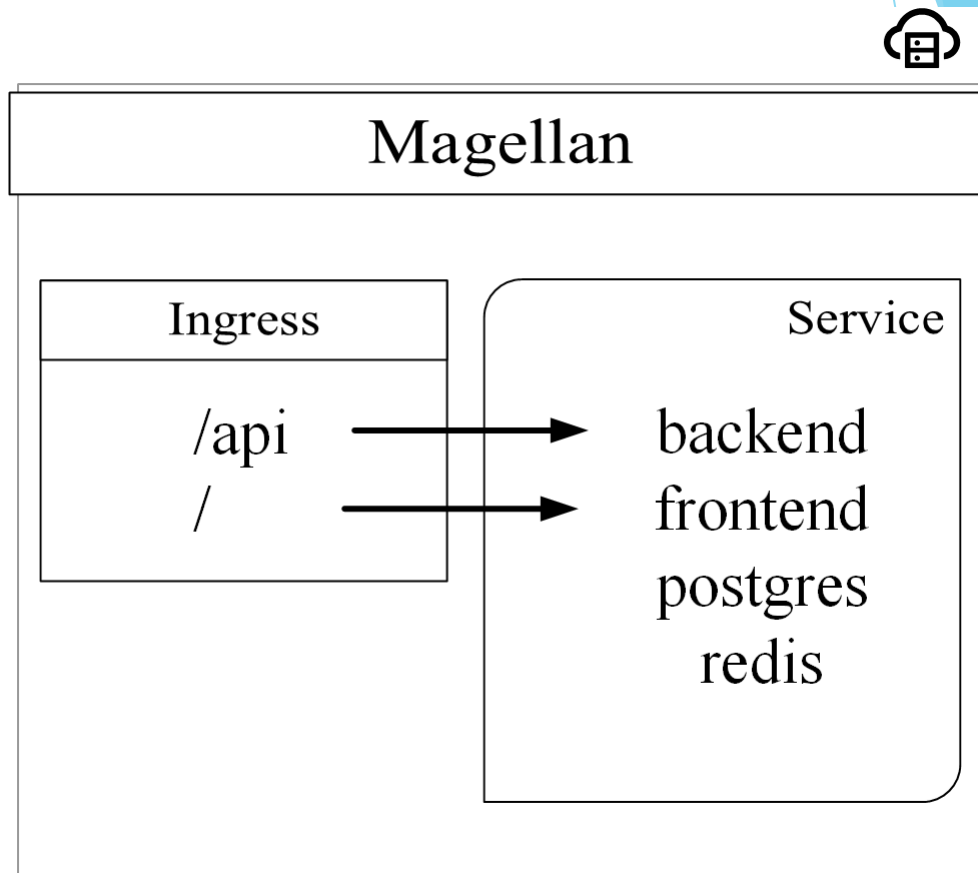 Magellan
Ingress
/api
/
Service
backend
frontend
postgres
redis